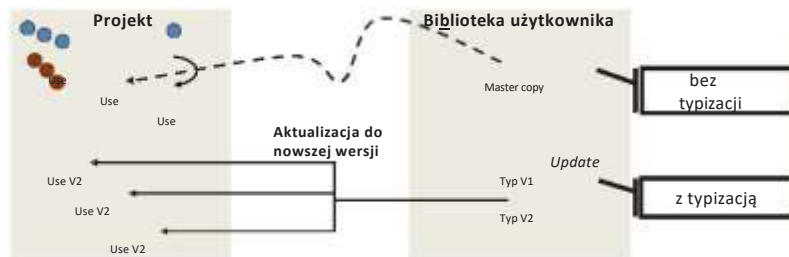 Projekt
Biblioteka użytkownika
Use
Use
Use
Master copy
bez
typizacji
Aktualizacja do
nowszej wersji
Update
Use V2
Use V2
Use V2
Typ V1
Typ V2
z typizacją